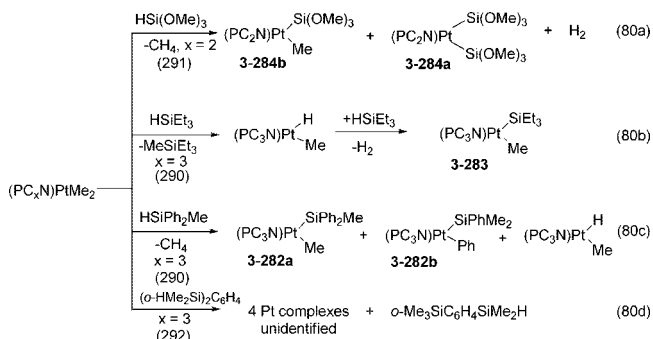 HSi(OMe)3
-CH4, x = 2
(291)
(PC2N)Pt
Si(OMe)3
Me
3-284b
+
(PC2N)Pt
Si(OMe)3
Si(OMe)3
3-284a
+ H2
(80a)
HSiEt3
-MeSiEt3
x = 3
(290)
(PC3N)Pt
H
Me
+HSiEt3
-H2
(PC3N)Pt
SiEt3
Me
3-283
(80b)
(PCxN)PtMe2
HSiPh2Me
-CH4
x = 3
(290)
(PC3N)Pt
SiPh2Me
Me
3-282a
+
(PC3N)Pt
SiPhMe2
Ph
3-282b
+
(PC3N)Pt
H
Me
(80c)
(o-HMe2Si)2C6H4
x = 3
(292)
4 Pt complexes
unidentified
+
o-Me3SiC6H4SiMe2H
(80d)